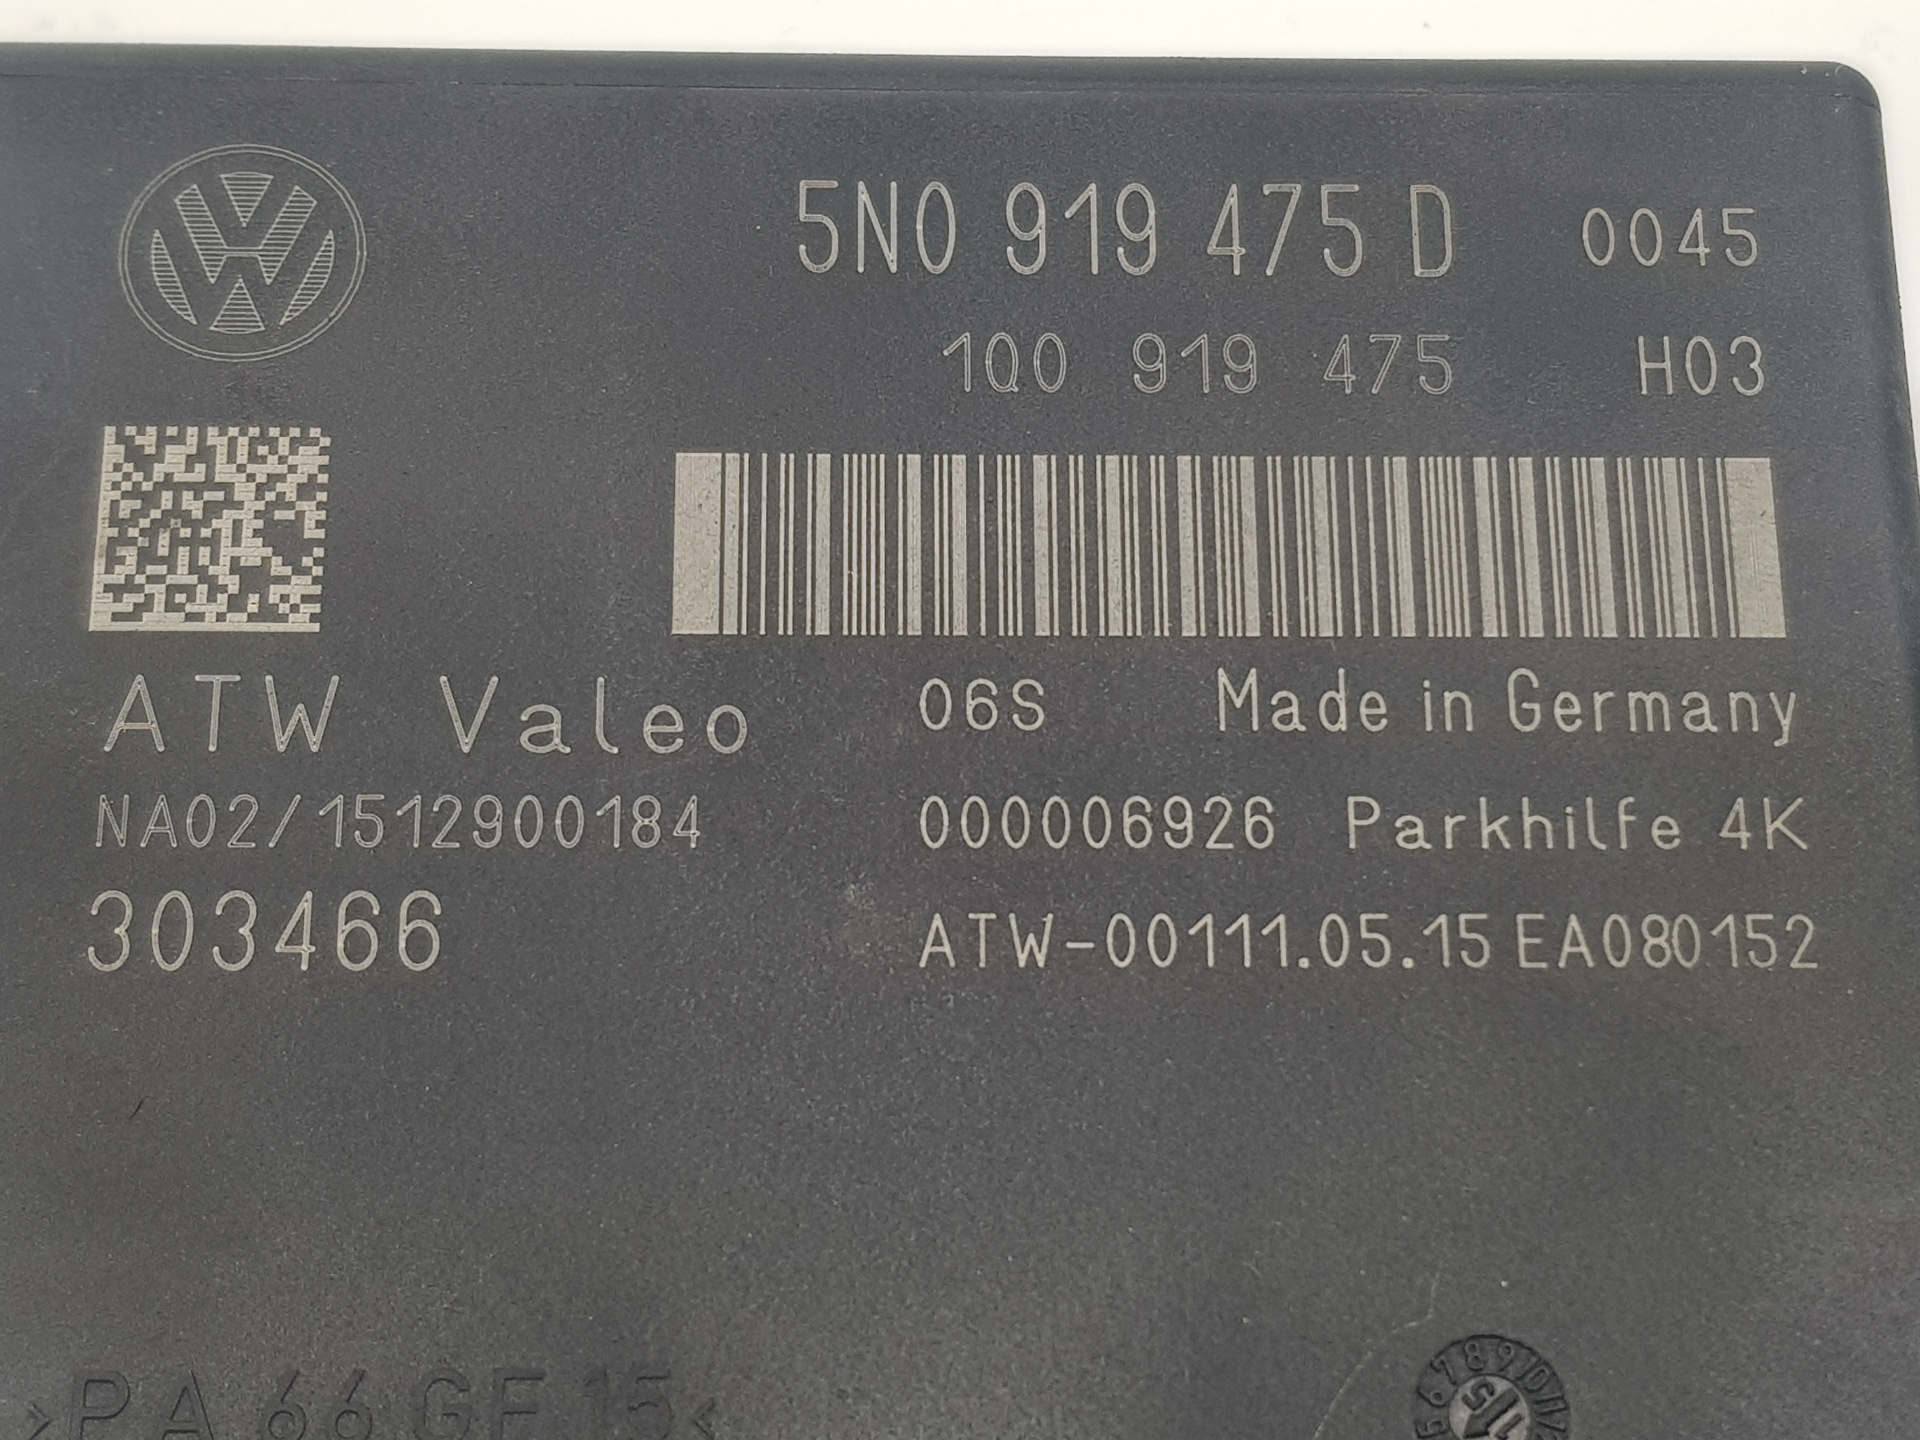 5N0 919 475 D 0045
1Q0 919 475 H03
ATW Valeo 06S Made in Germany
NA02/1512900184 000006926 Parkhilfe 4K
303466 ATW-00111.05.15 EA080152
>PA 66 GF 15<